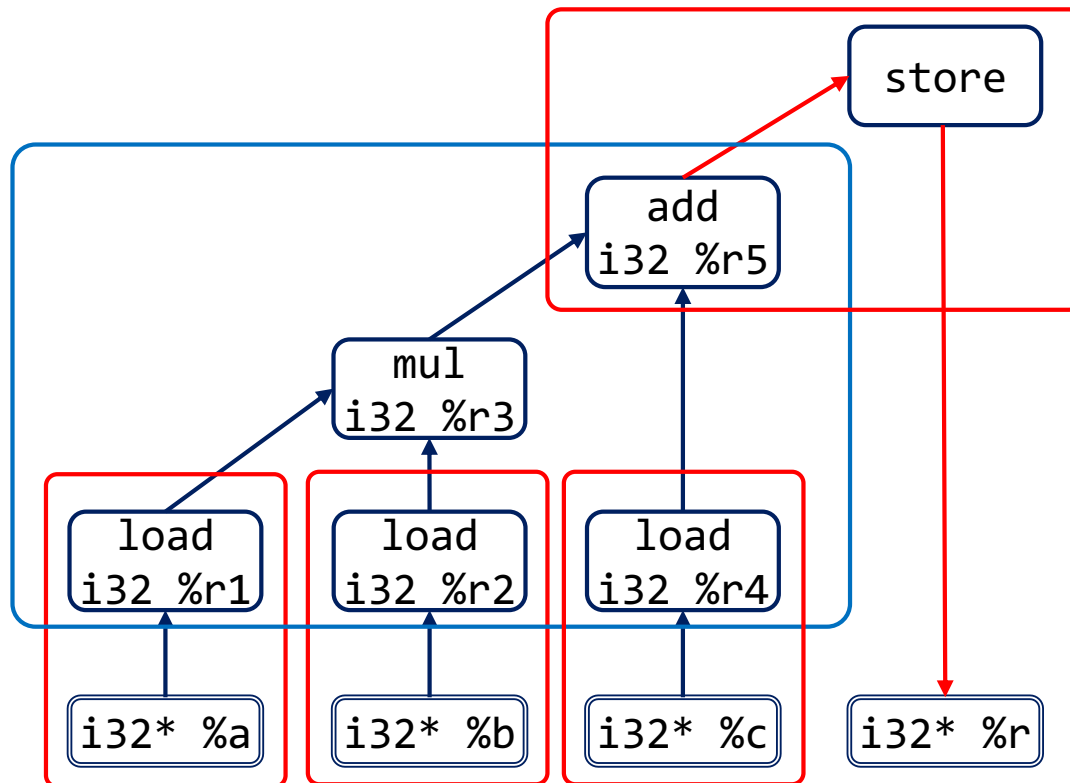 store
add
i32 %r5
mul
i32 %r3
load
i32 %r1
load
i32 %r2
load
i32 %r4
i32* %a
i32* %b
i32* %c
i32* %r